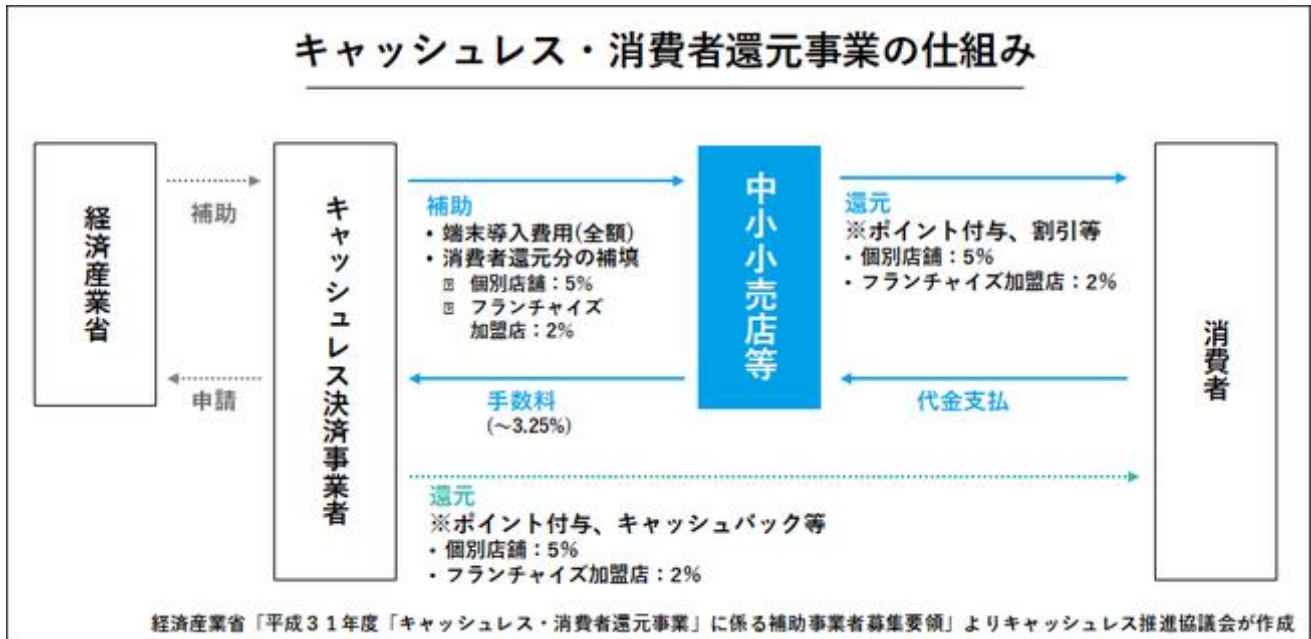 キャッシュレス・消費者還元事業の仕組み
経済産業省
補助
申請
キャッシュレス決済事業者
補助
・端末導入費用(全額)
・消費者還元分の補填
個別店舗：5%
フランチャイズ
加盟店：2%
手数料
(～3.25%)
中小小売店等
還元
※ポイント付与、割引等
・個別店舗：5%
・フランチャイズ加盟店：2%
代金支払
消費者
還元
※ポイント付与、キャッシュバック等
・個別店舗：5%
・フランチャイズ加盟店：2%
経済産業省「平成３１年度「キャッシュレス・消費者還元事業」に係る補助事業者募集要領」よりキャッシュレス推進協議会が作成